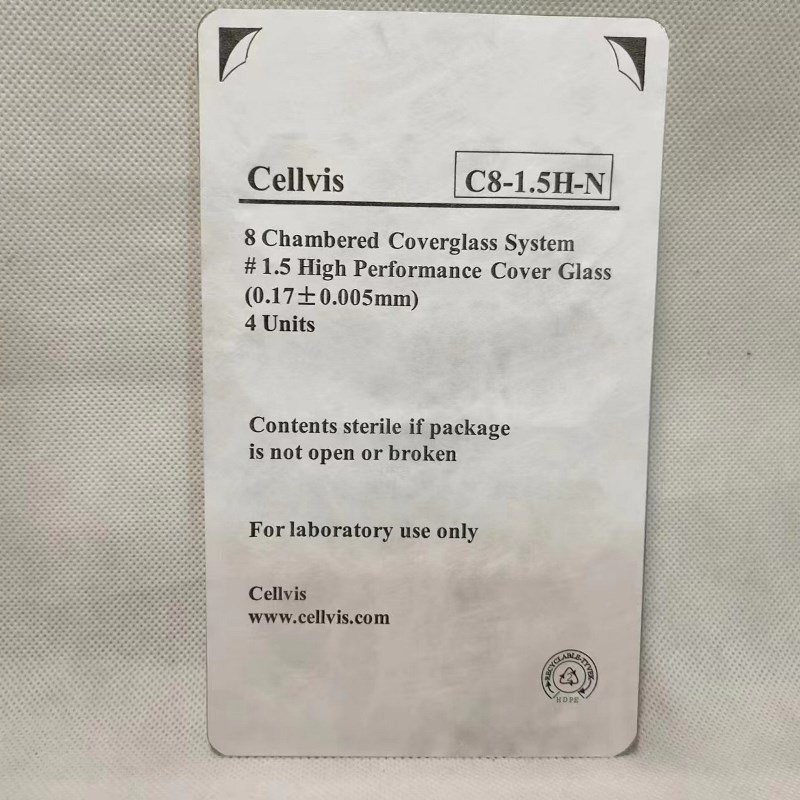 Cellvis
C8-1.5H-N
8 Chambered Coverglass System
# 1.5 High Performance Cover Glass
(0.17±0.005mm)
4 Units
Contents sterile if package
is not open or broken
For laboratory use only
Cellvis
www.cellvis.com
RECYCLABLE-TYVEK
HDPE